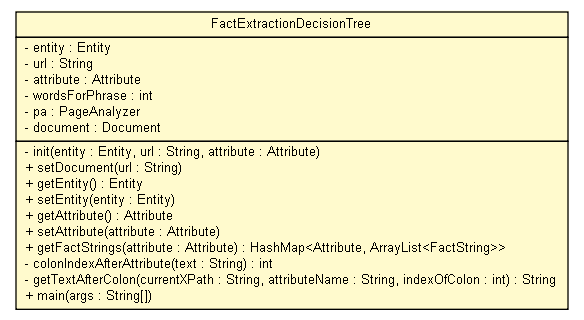 FactExtractionDecisionTree
- entity : Entity
- url : String
- attribute : Attribute
- wordsForPhrase : int
- pa : PageAnalyzer
- document : Document
- init(entity : Entity, url : String, attribute : Attribute)
+ setDocument(url : String)
+ getEntity() : Entity
+ setEntity(entity : Entity)
+ getAttribute() : Attribute
+ setAttribute(attribute : Attribute)
+ getFactStrings(attribute : Attribute) : HashMap<Attribute, ArrayList<FactString>>
- colonIndexAfterAttribute(text : String) : int
- getTextAfterColon(currentXPath : String, attributeName : String, indexOfColon : int) : String
+ main(args : String[])